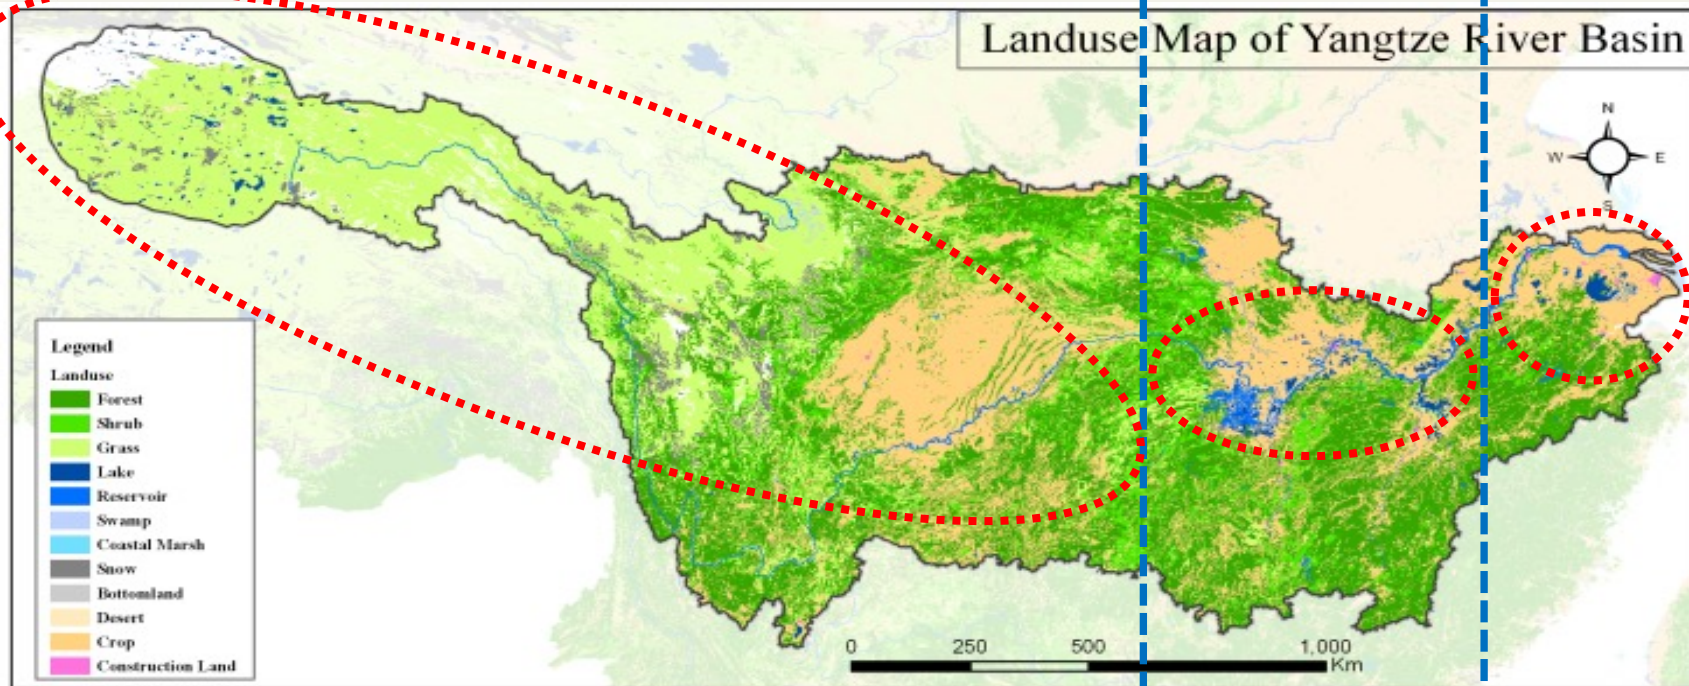 Landuse Map of Yangtze River Basin
N
W
E
S
Legend
Landuse
Forest
Shrub
Grass
Lake
Reservoir
Swamp
Coastal Marsh
Snow
Bottomland
Desert
Crop
Construction Land
0 250 500 1,000
Km